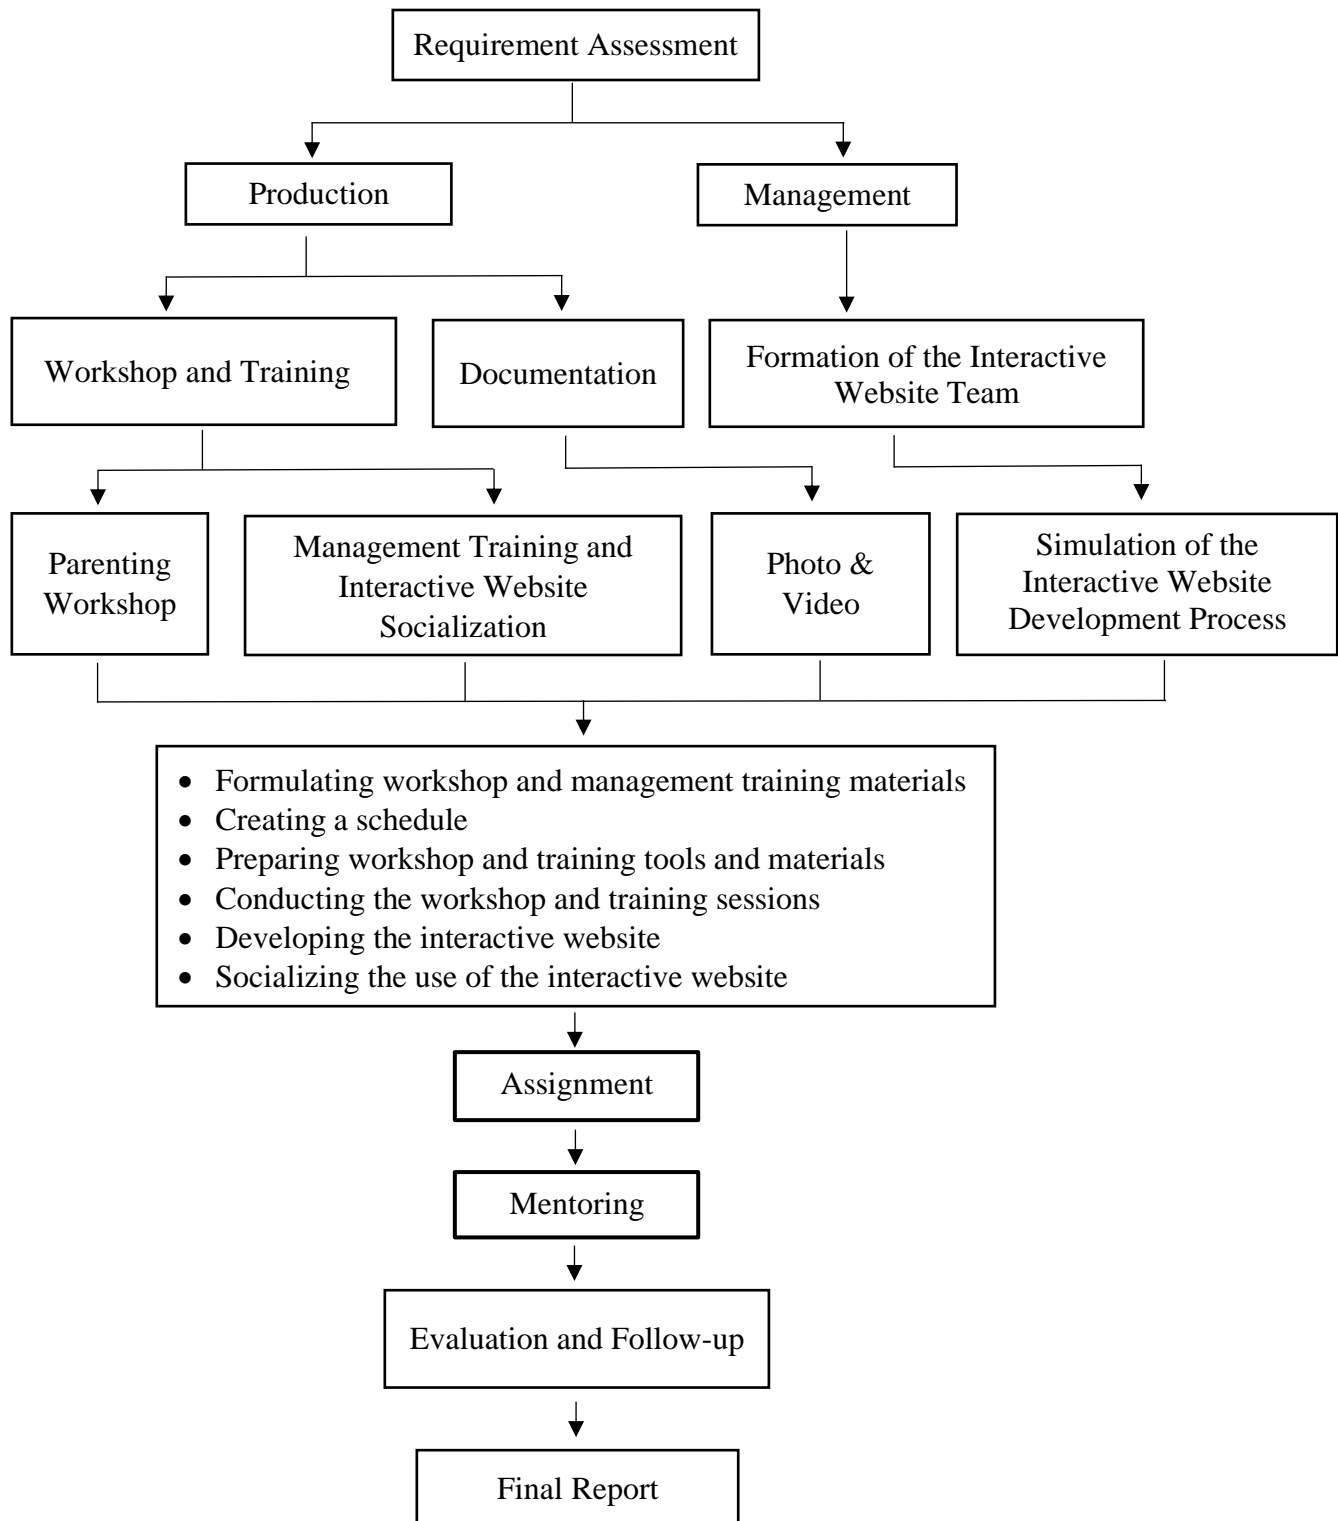 Requirement Assessment
Production
Management
Workshop and Training
Documentation
Formation of the Interactive
Website Team
Parenting
Workshop
Management Training and
Interactive Website
Socialization
Photo &
Video
Simulation of the
Interactive Website
Development Process
• Formulating workshop and management training materials
• Creating a schedule
• Preparing workshop and training tools and materials
• Conducting the workshop and training sessions
• Developing the interactive website
• Socializing the use of the interactive website
Assignment
Mentoring
Evaluation and Follow-up
Final Report